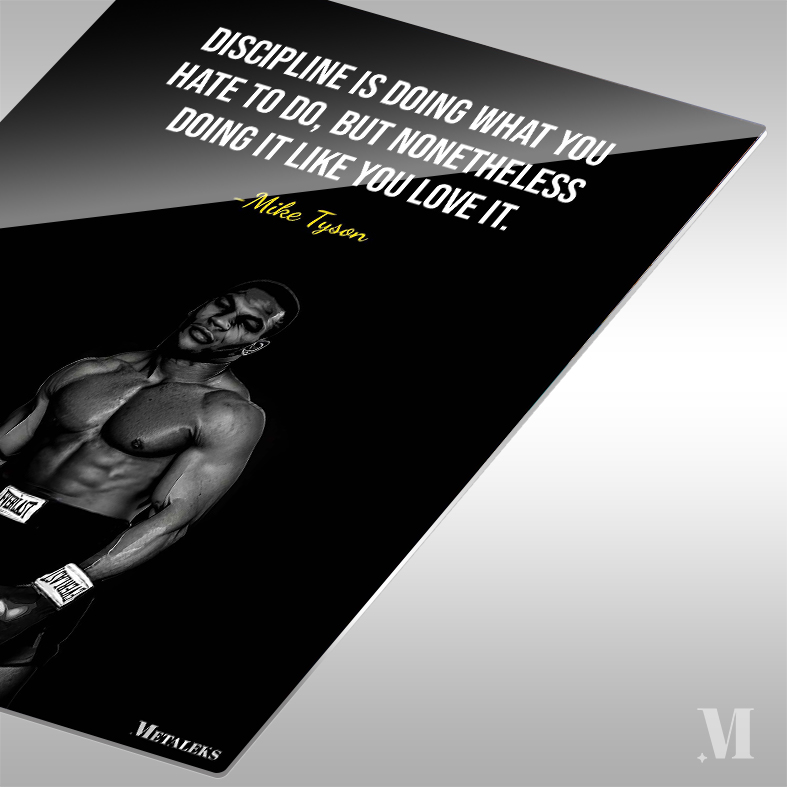 DISCIPLINE IS DOING WHAT YOU
HATE TO DO, BUT NONETHELESS
DOING IT LIKE YOU LOVE IT.
-Mike Tyson
EVERLAST
EVERLAST
METALEKS
M